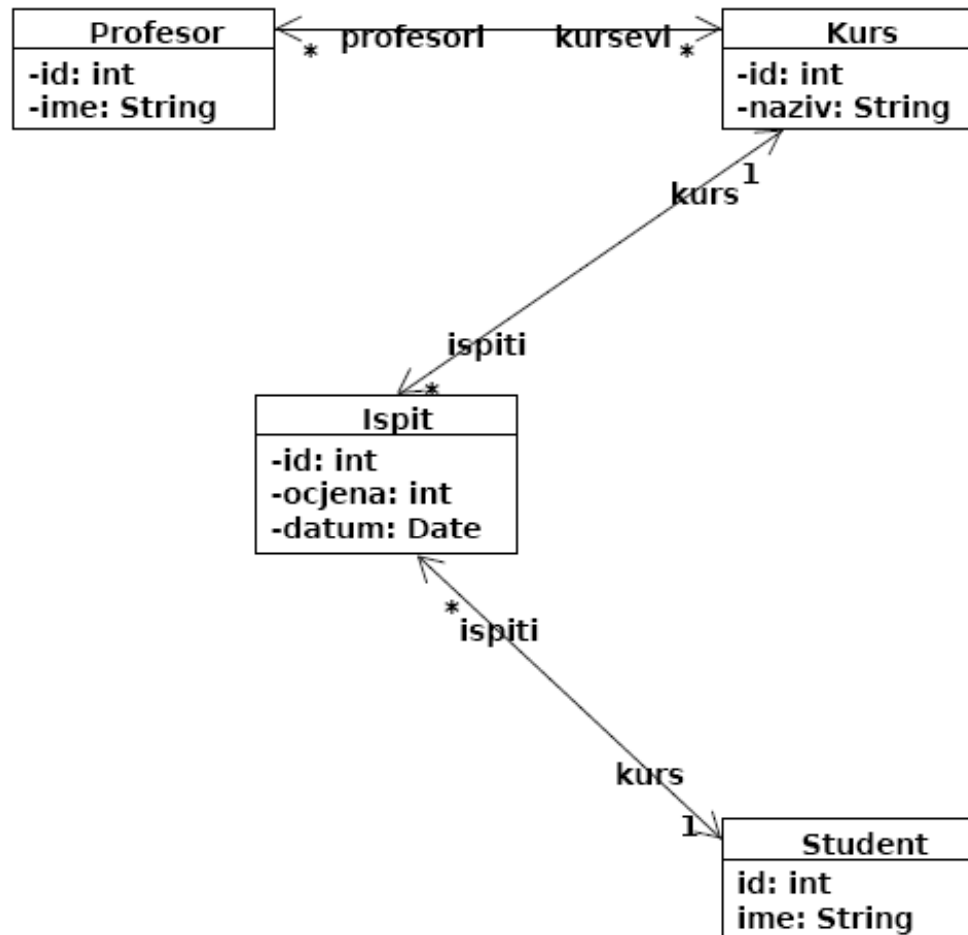 Profesor
-id: int
-ime: String
* profesori kursevi *
Kurs
-id: int
-naziv: String
1
kurs
ispiti
*
Ispit
-id: int
-ocjena: int
-datum: Date
*
ispiti
kurs
1
Student
id: int
ime: String